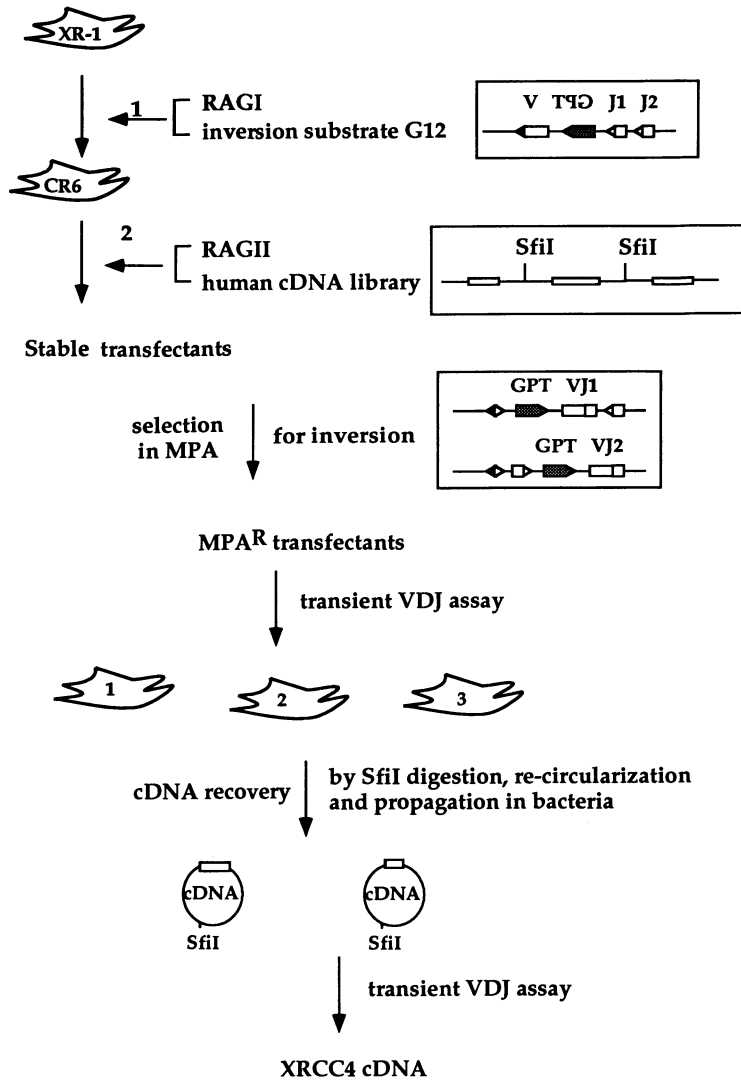 XR-1
1
RAGI
inversion substrate G12
V GPT J1 J2
CR6
2
RAGII
human cDNA library
SfiI SfiI
Stable transfectants
selection
in MPA
for inversion
GPT VJ1
GPT VJ2
MPAR transfectants
transient VDJ assay
1 2 3
cDNA recovery
by SfiI digestion, re-circularization
and propagation in bacteria
cDNA cDNA
SfiI SfiI
transient VDJ assay
XRCC4 cDNA